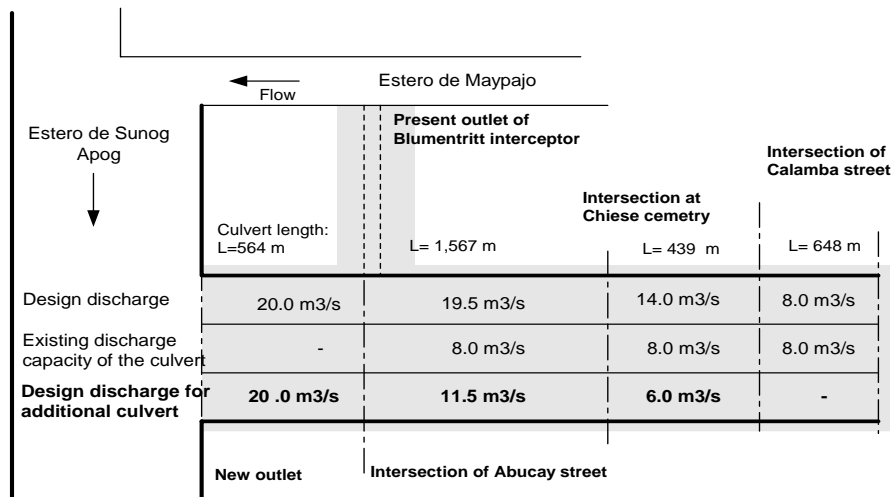 Estero de Maypajo
Flow
Estero de Sunog
Apog
Present outlet of
Blumentritt interceptor
Intersection of
Calamba street
Intersection at
Chiese cemetry
Culvert length:
L=564 m
L= 1,567 m
L= 439 m
L= 648 m
Design discharge
20.0 m3/s
19.5 m3/s
14.0 m3/s
8.0 m3/s
Existing discharge
capacity of the culvert
-
8.0 m3/s
8.0 m3/s
8.0 m3/s
Design discharge for
additional culvert
20 .0 m3/s
11.5 m3/s
6.0 m3/s
-
New outlet
Intersection of Abucay street